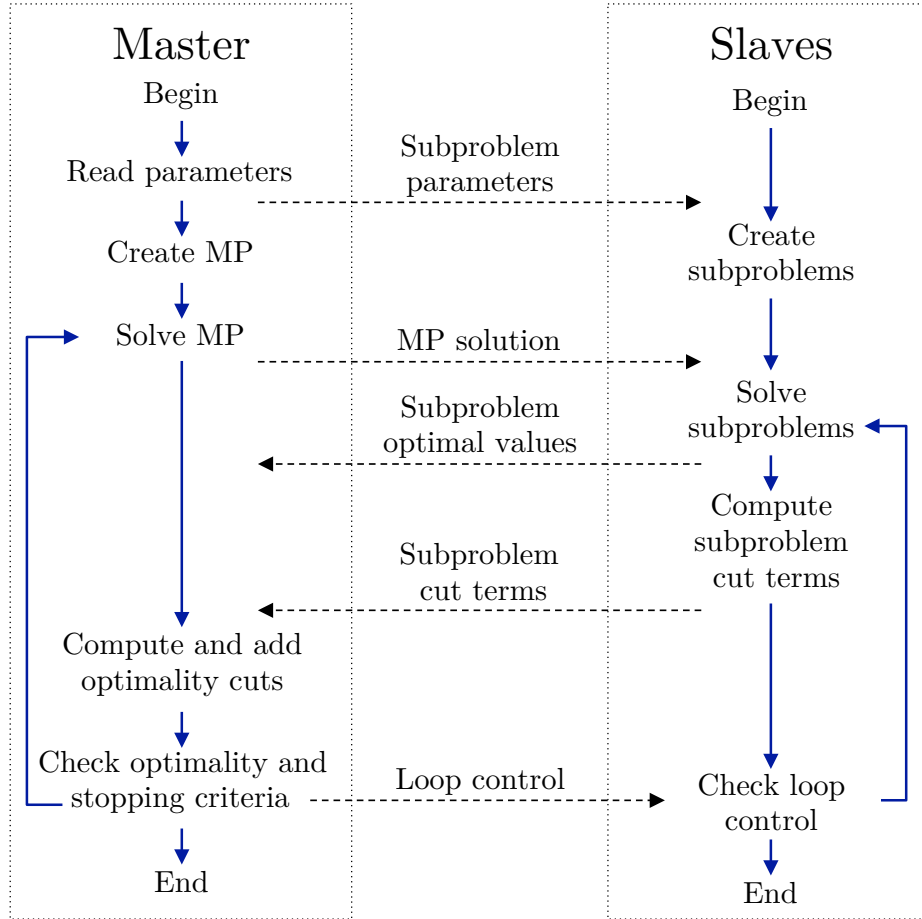 Master
Begin
Read parameters
Create MP
Solve MP
Compute and add
optimality cuts
Check optimality and
stopping criteria
End
Subproblem
parameters
MP solution
Subproblem
optimal values
Subproblem
cut terms
Loop control
Slaves
Begin
Create
subproblems
Solve
subproblems
Compute
subproblem
cut terms
Check loop
control
End